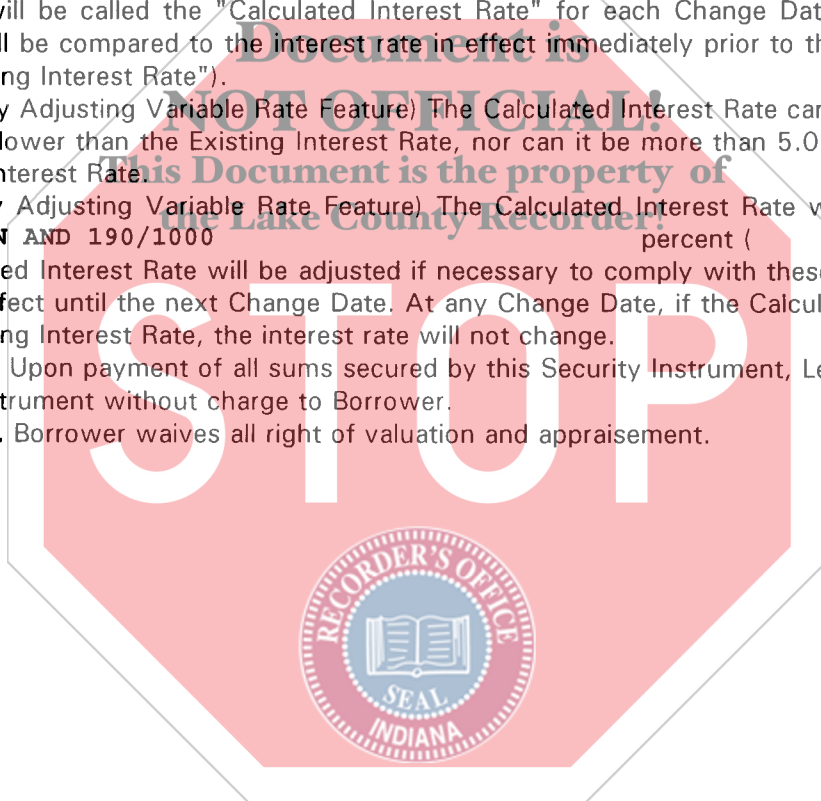 will be called the "Calculated Interest Rate" for each Change Dat
ll be compared to the interest rate in effect immediately prior to th
ng Interest Rate").
y Adjusting Variable Rate Feature) The Calculated Interest Rate car
lower than the Existing Interest Rate, nor can it be more than 5.0
nterest Rate.
y Adjusting Variable Rate Feature) The Calculated Interest Rate w
N AND 190/1000 percent (
ed Interest Rate will be adjusted if necessary to comply with these
fect until the next Change Date. At any Change Date, if the Calcul
ng Interest Rate, the interest rate will not change.
Upon payment of all sums secured by this Security Instrument, Le
trument without charge to Borrower.
. Borrower waives all right of valuation and appraisement.
Document is
NOT OFFICIAL!
This Document is the property of
the Lake County Recorder!
STOP
RECORDER'S OFFICE
SEAL
INDIANA